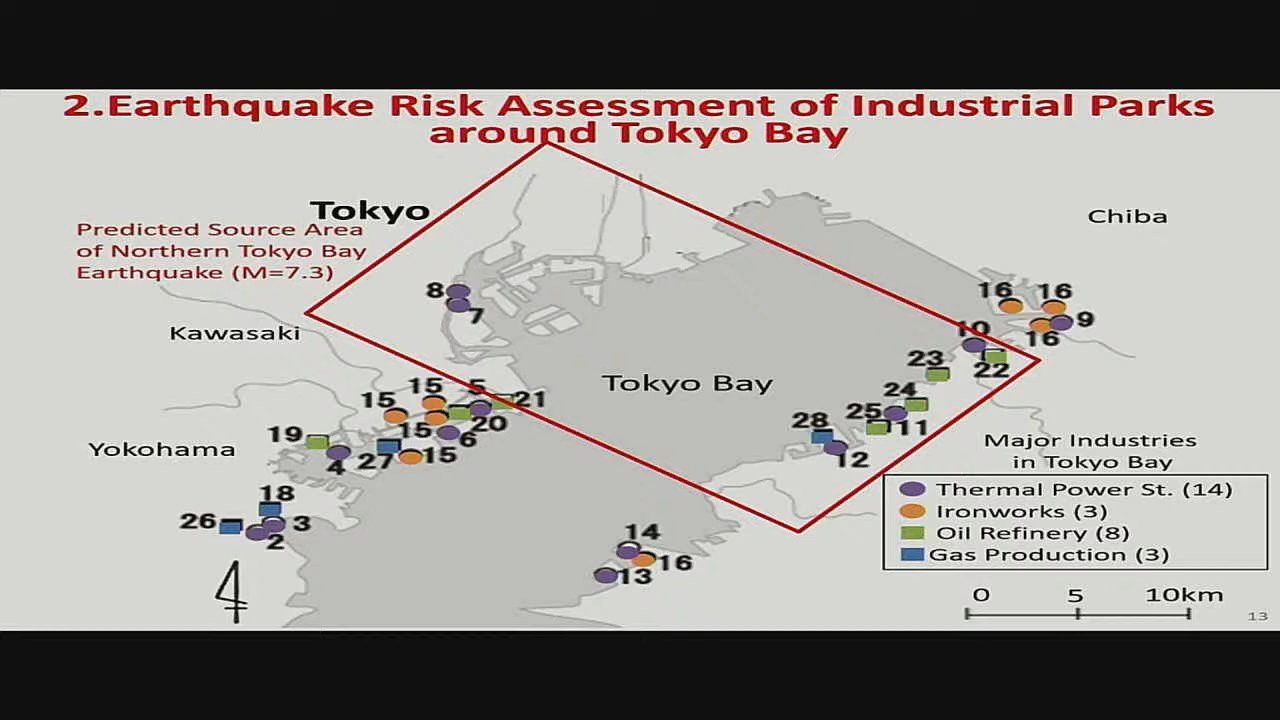 2.Earthquake Risk Assessment of Industrial Parks
around Tokyo Bay
Tokyo
Predicted Source Area
of Northern Tokyo Bay
Earthquake (M=7.3)
Chiba
Kawasaki
Yokohama
Tokyo Bay
8
7
16
16
9
16
10
22
23
24
25
11
28
12
15
15
5
21
20
15
6
19
4
27
15
18
26
3
2
14
16
13
4
Major Industries
in Tokyo Bay
Thermal Power St. (14)
Ironworks (3)
Oil Refinery (8)
Gas Production (3)
0 5 10km
13